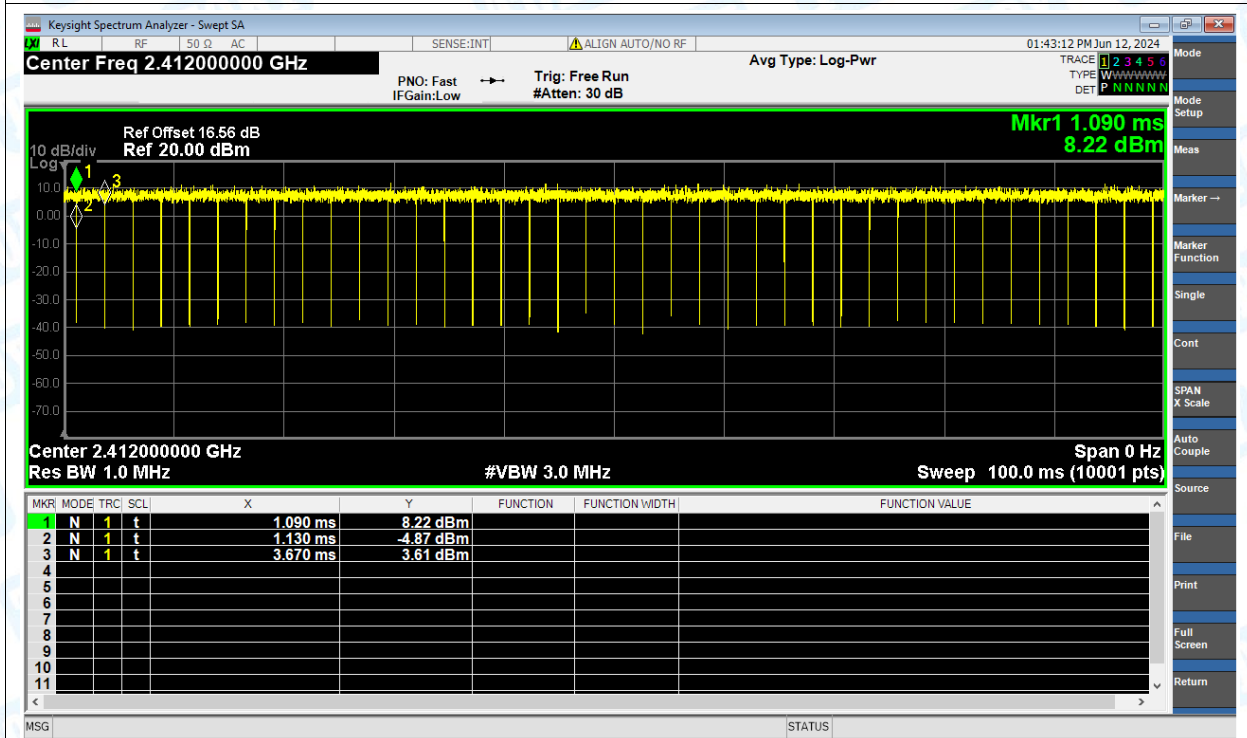 Keysight Spectrum Analyzer - Swept SA
LXI RL RF 50 Ω AC SENSE:INT ALIGN AUTO/NO RF 01:43:12 PM Jun 12, 2024
Center Freq 2.412000000 GHz
PNO: Fast
IFGain:Low
Trig: Free Run
#Atten: 30 dB
Avg Type: Log-Pwr
TRACE 1 2 3 4 5 6
TYPE WWWWWW
DET P N N N N N
Ref Offset 16.56 dB
10 dB/div Ref 20.00 dBm
Log
Mkr1 1.090 ms
8.22 dBm
1
3
2
10.0
0.00
-10.0
-20.0
-30.0
-40.0
-50.0
-60.0
-70.0
Center 2.412000000 GHz Span 0 Hz
Res BW 1.0 MHz #VBW 3.0 MHz Sweep 100.0 ms (10001 pts)
MKR MODE TRC SCL X Y FUNCTION FUNCTION WIDTH FUNCTION VALUE
1 N 1 t 1.090 ms 8.22 dBm
2 N 1 t 1.130 ms -4.87 dBm
3 N 1 t 3.670 ms 3.61 dBm
4
5
6
7
8
9
10
11
MSG STATUS
Mode
Mode Setup
Meas
Marker→
Marker Function
Single
Cont
SPAN X Scale
Auto Couple
Source
File
Print
Full Screen
Return